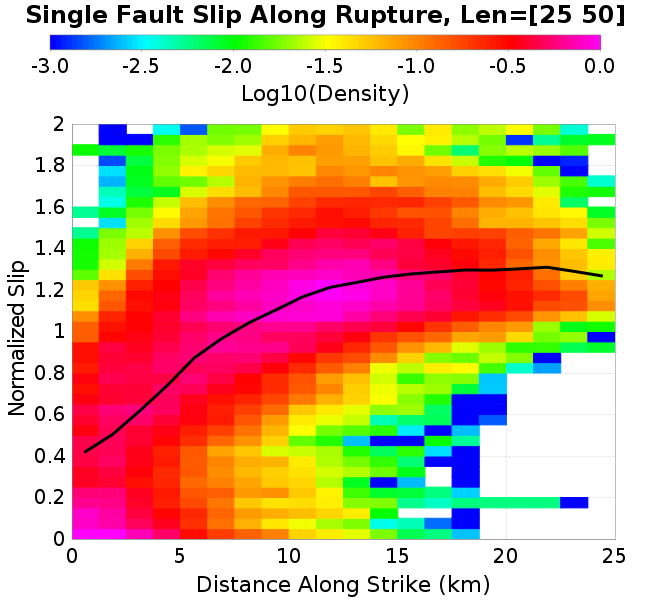 Single Fault Slip Along Rupture, Len=[25 50]
-3.0 -2.5 -2.0 -1.5 -1.0 -0.5 0.0
Log10(Density)
2
1.8
1.6
1.4
1.2
1
0.8
0.6
0.4
0.2
0
Normalized Slip
0 5 10 15 20 25
Distance Along Strike (km)